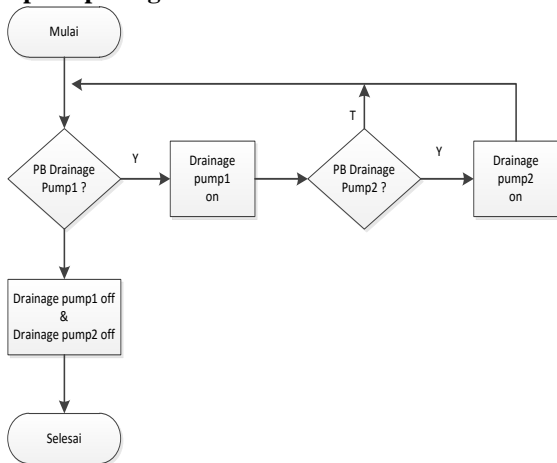 Mulai
PB Drainage
Pump1 ?
Y
Drainage
pump1
on
PB Drainage
Pump2 ?
T
Y
Drainage
pump2
on
Drainage pump1 off
&
Drainage pump2 off
Selesai